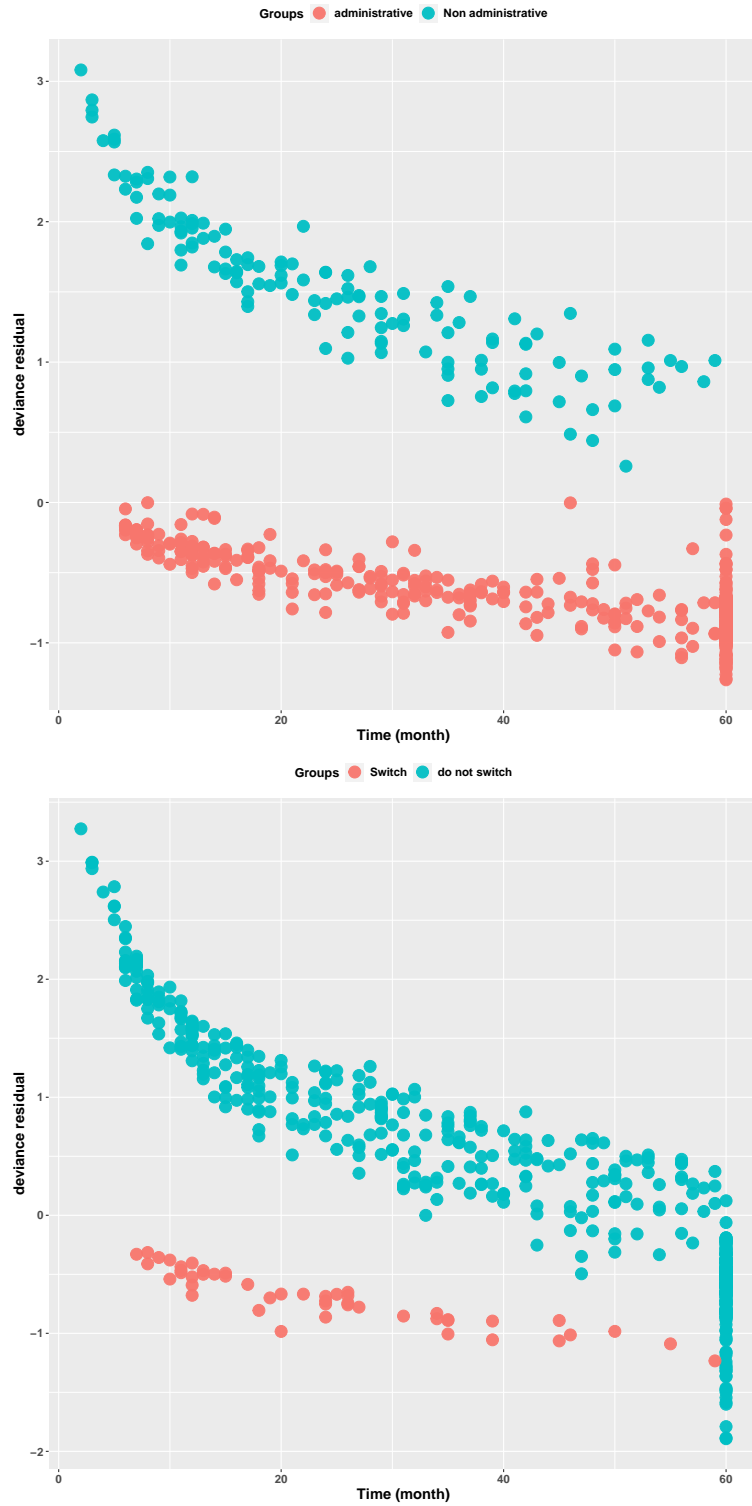 Groups administrative Non administrative
3
2
1
0
−1
deviance residual
0 20 40 60
Time (month)
Groups Switch do not switch
3
2
1
0
−1
−2
deviance residual
0 20 40 60
Time (month)